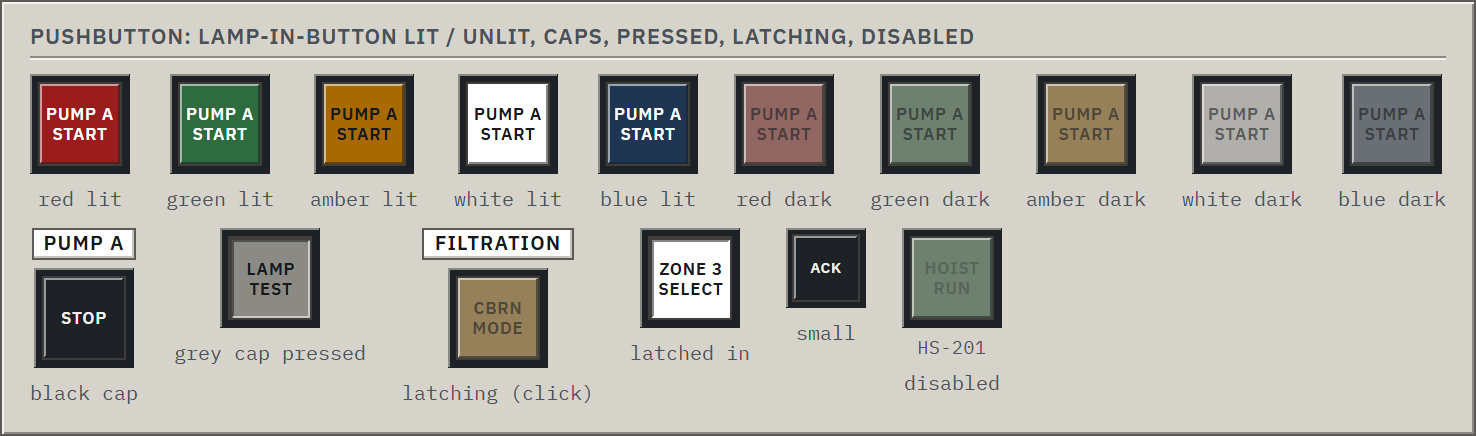 PUSHBUTTON: LAMP-IN-BUTTON LIT / UNLIT, CAPS, PRESSED, LATCHING, DISABLED
PUMP A
START
red lit
PUMP A
START
green lit
PUMP A
START
amber lit
PUMP A
START
white lit
PUMP A
START
blue lit
PUMP A
START
red dark
PUMP A
START
green dark
PUMP A
START
amber dark
PUMP A
START
white dark
PUMP A
START
blue dark
PUMP A
STOP
black cap
LAMP
TEST
grey cap pressed
FILTRATION
CBRN
MODE
latching (click)
ZONE 3
SELECT
latched in
ACK
small
HOIST
RUN
HS-201
disabled